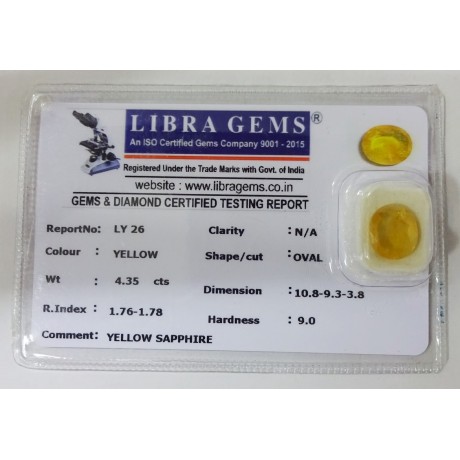 LIBRA GEMS®
An ISO Certified Gems Company 9001 - 2015
Registered Under the Trade Marks with Govt. of India
website : www.libragems.co.in
GEMS & DIAMOND CERTIFIED TESTING REPORT
ReportNo: LY 26 Clarity : N/A
Colour : YELLOW Shape/cut : OVAL
Wt : 4.35 cts Dimension : 10.8-9.3-3.8
R.Index : 1.76-1.78 Hardness : 9.0
Comment: YELLOW SAPPHIRE